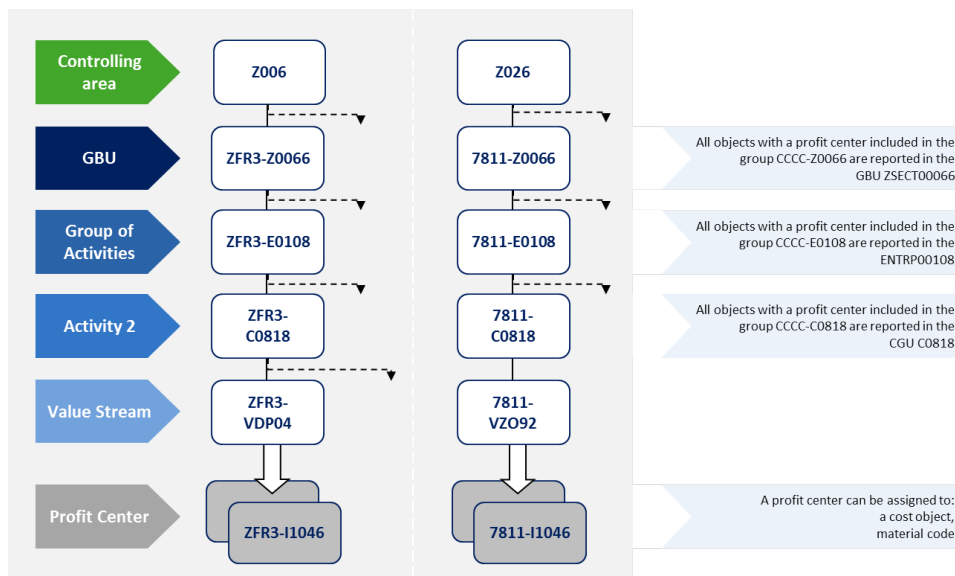 Controlling
area
Z006
Z026
GBU
ZFR3-Z0066
7811-Z0066
All objects with a profit center included in the
group CCCC-Z0066 are reported in the
GBU ZSECT00066
Group of
Activities
ZFR3-E0108
7811-E0108
All objects with a profit center included in the
group CCCC-E0108 are reported in the
ENTRP00108
Activity 2
ZFR3-
C0818
7811-
C0818
All objects with a profit center included in the
group CCCC-C0818 are reported in the
CGU C0818
Value Stream
ZFR3-
VDP04
7811-
VZO92
Profit Center
ZFR3-I1046
7811-I1046
A profit center can be assigned to:
a cost object,
material code